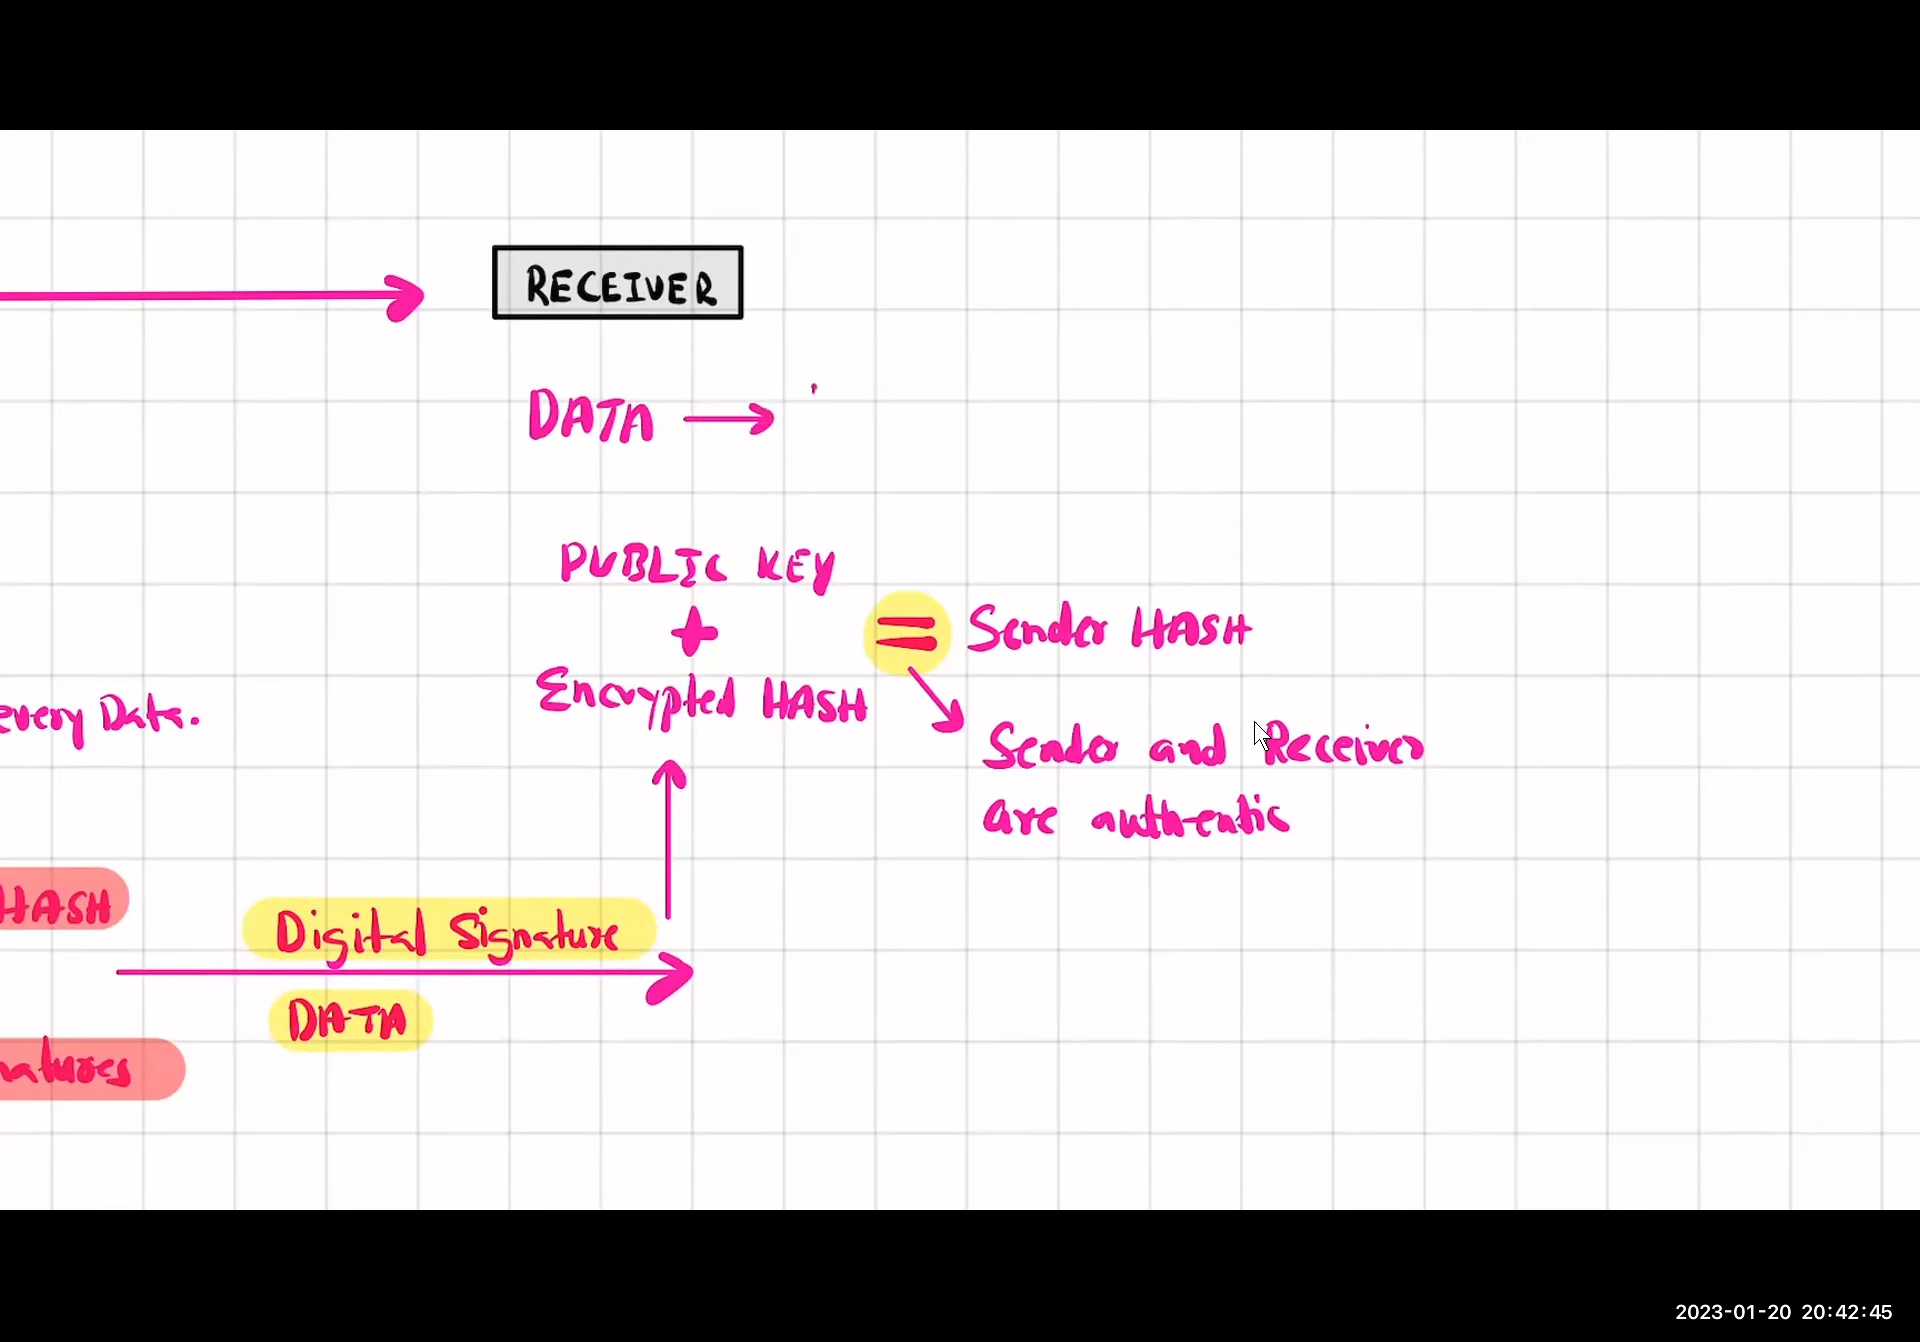 RECEIVER
DATA →
PUBLIC KEY
+
Encrypted HASH
= Sender HASH
Sender and Receiver
are authentic
every Data.
HASH
Digital Signature
DATA
natures
2023-01-20 20:42:45